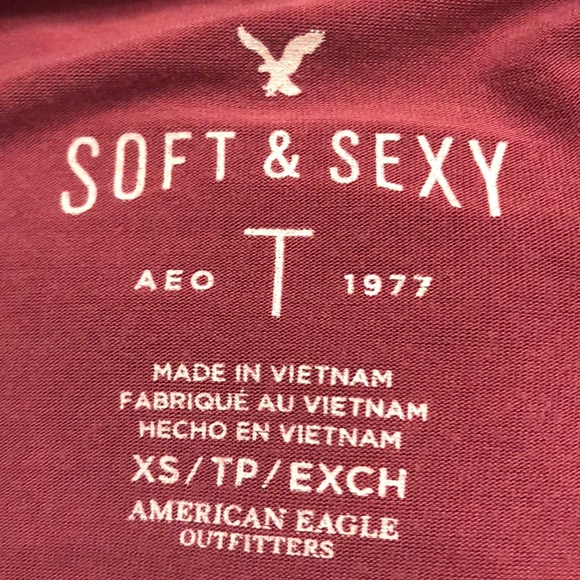 SOFT & SEXY
T
AEO 1977
MADE IN VIETNAM
FABRIQUÉ AU VIETNAM
HECHO EN VIETNAM
XS/TP/EXCH
AMERICAN EAGLE
OUTFITTERS